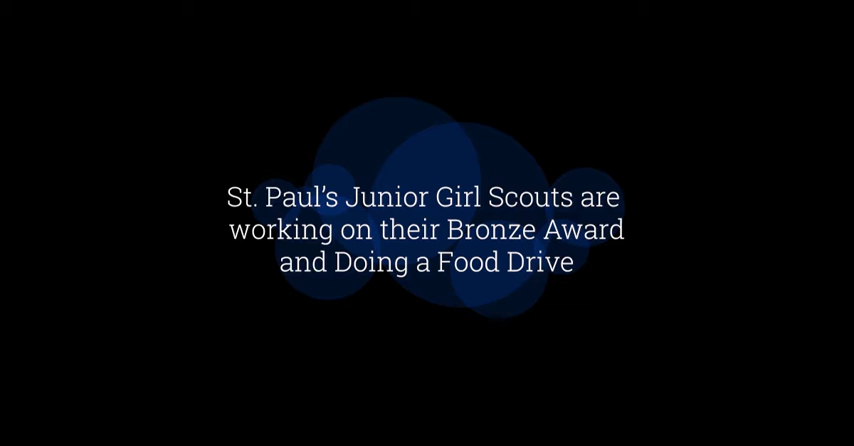 St. Paul’s Junior Girl Scouts are
working on their Bronze Award
and Doing a Food Drive